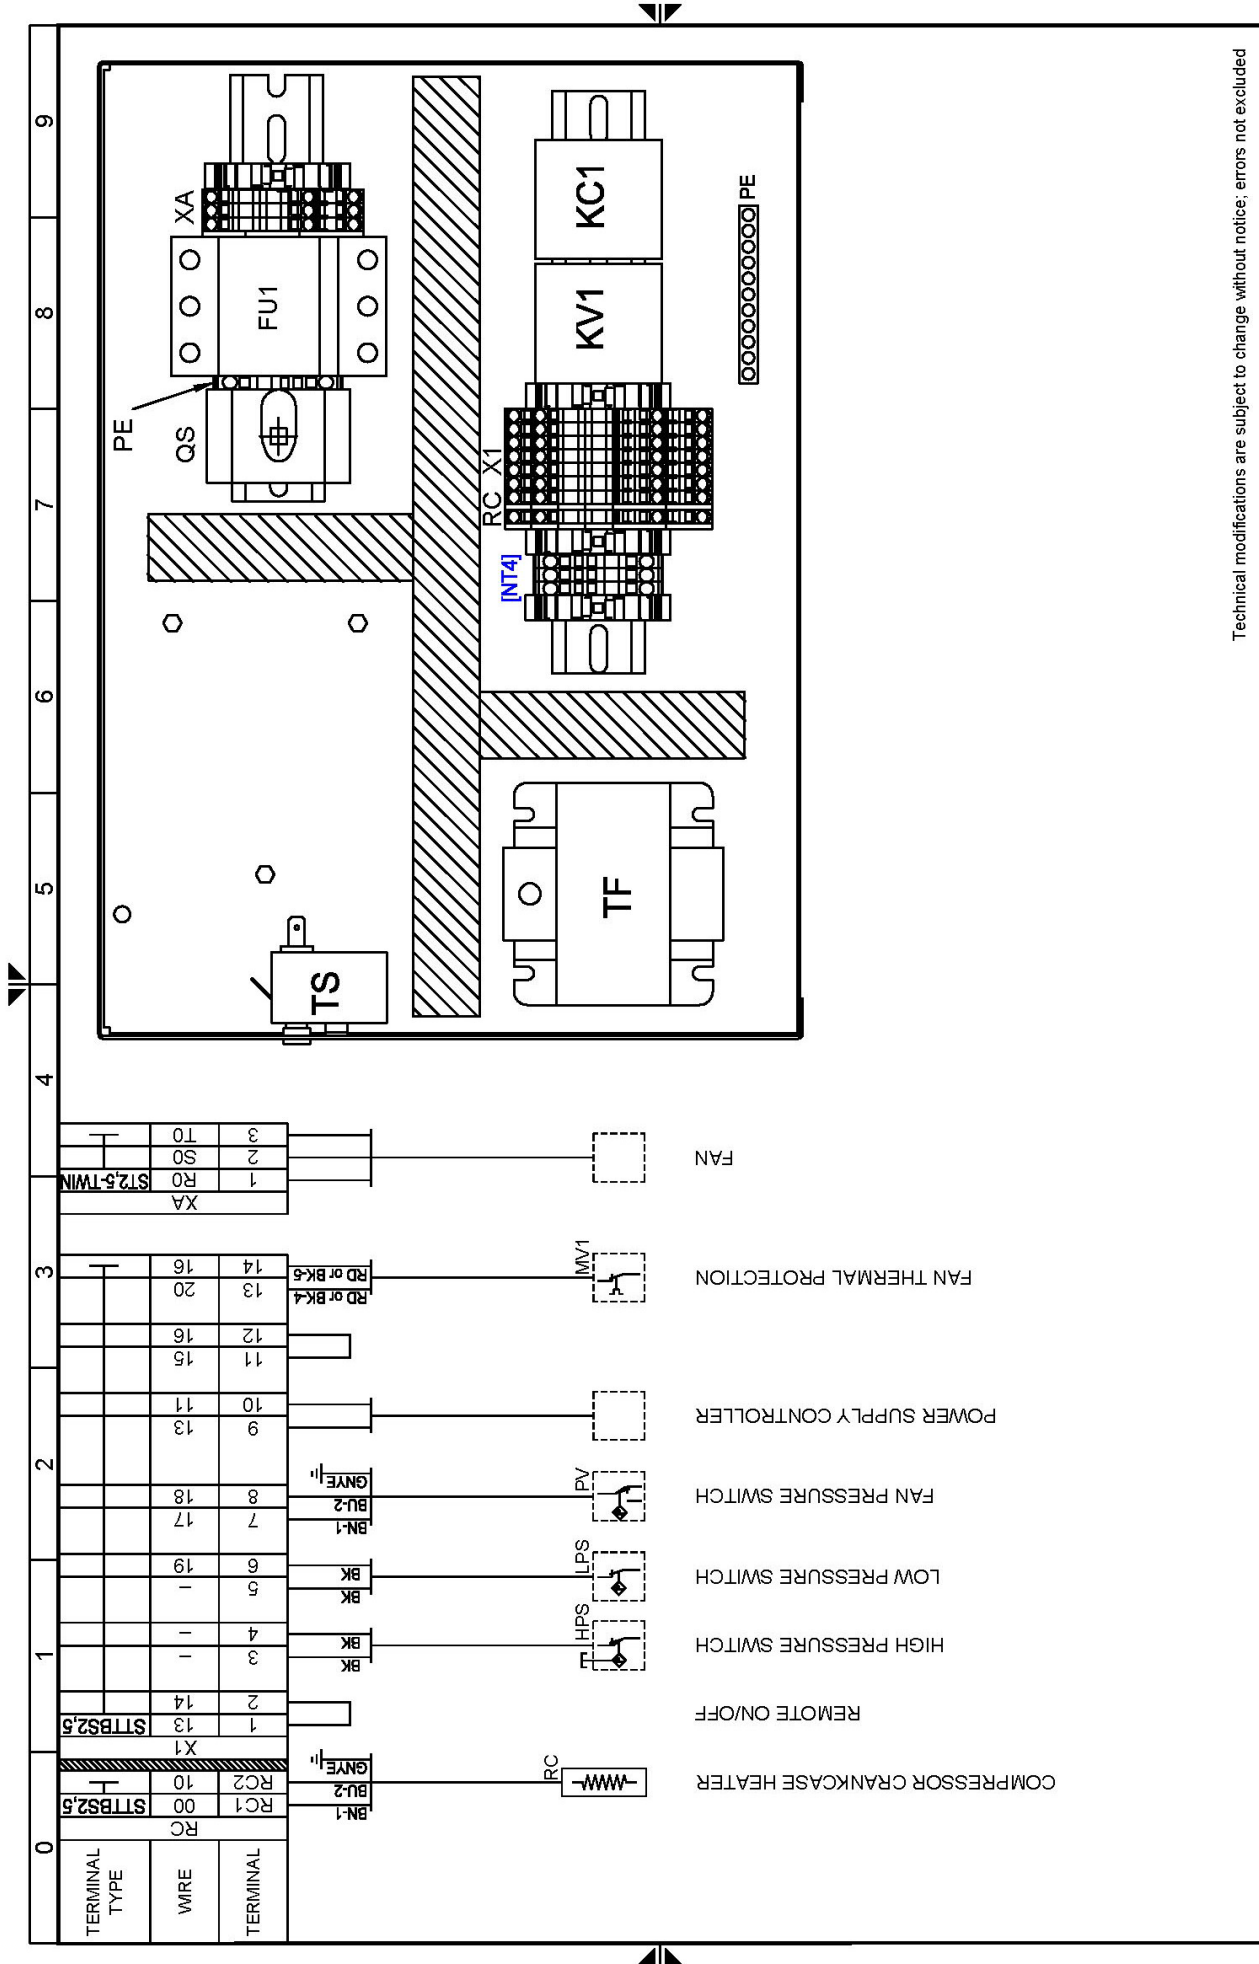 0
1
2
3
4
5
6
7
8
9
TERMINAL
TYPE
WIRE
TERMINAL
RC
STTBS2,5
00
10
RC1
RC2
BN-1
BU-2
GNYE
RC
COMPRESSOR CRANKCASE HEATER
X1
STTBS2,5
13
14
1
2
REMOTE ON/OFF
–
–
3
4
BK
BK
HPS
HIGH PRESSURE SWITCH
–
19
5
6
BK
BK
LPS
LOW PRESSURE SWITCH
17
18
7
8
BN-1
BU-2
GNYE
PV
FAN PRESSURE SWITCH
13
11
9
10
POWER SUPPLY CONTROLLER
15
16
11
12
20
16
13
14
RD or BK-4
RD or BK-5
MV1
FAN THERMAL PROTECTION
XA
ST2,5-TWIN
R0
S0
T0
1
2
3
FAN
TS
TF
PE
QS
FU1
XA
[NT4]
RC X1
KV1
KC1
PE
Technical modifications are subject to change without notice; errors not excluded